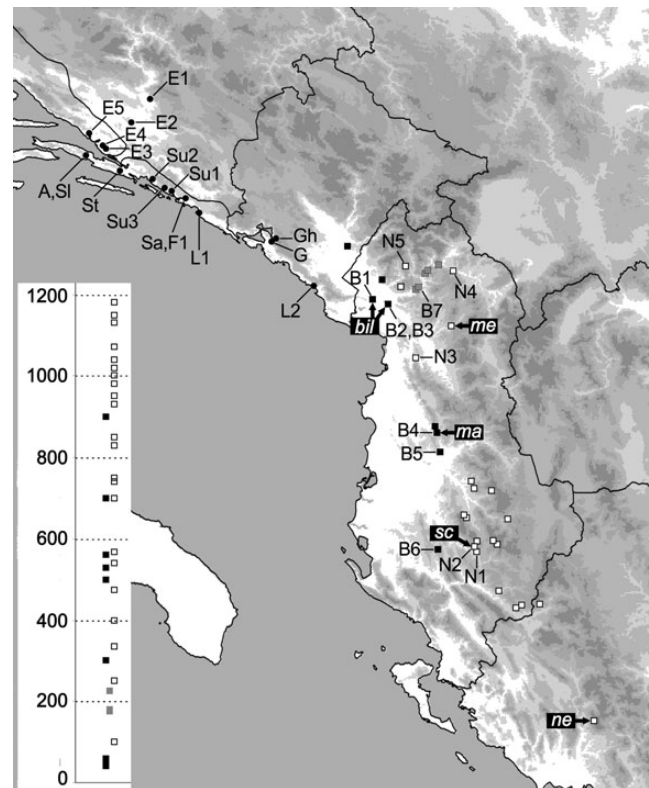 E1
E5
E2
E4
E3
Su2
Su1
A,Sl
St
Su3
Sa,F1
L1
Gh
G
N5
B1
N4
L2
B7
bil
B2,B3
me
N3
B4
ma
B5
sc
B6
N2
N1
ne
1200
1000
800
600
400
200
0